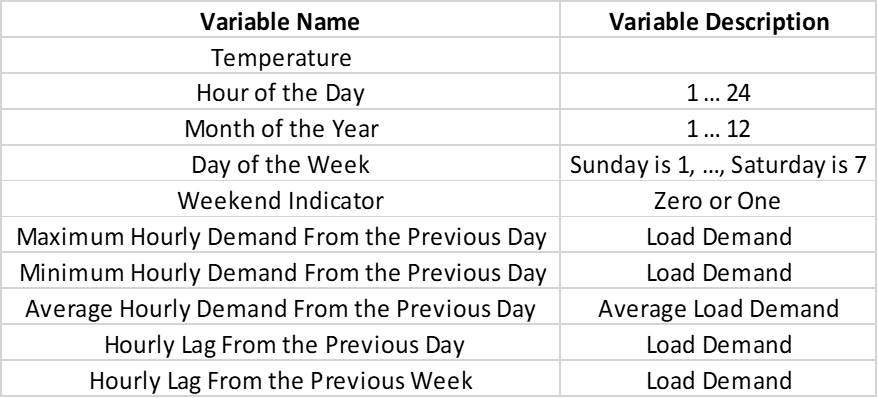 Variable Name Variable Description
Temperature
Hour of the Day 1 ... 24
Month of the Year 1 ... 12
Day of the Week Sunday is 1, ..., Saturday is 7
Weekend Indicator Zero or One
Maximum Hourly Demand From the Previous Day Load Demand
Minimum Hourly Demand From the Previous Day Load Demand
Average Hourly Demand From the Previous Day Average Load Demand
Hourly Lag From the Previous Day Load Demand
Hourly Lag From the Previous Week Load Demand